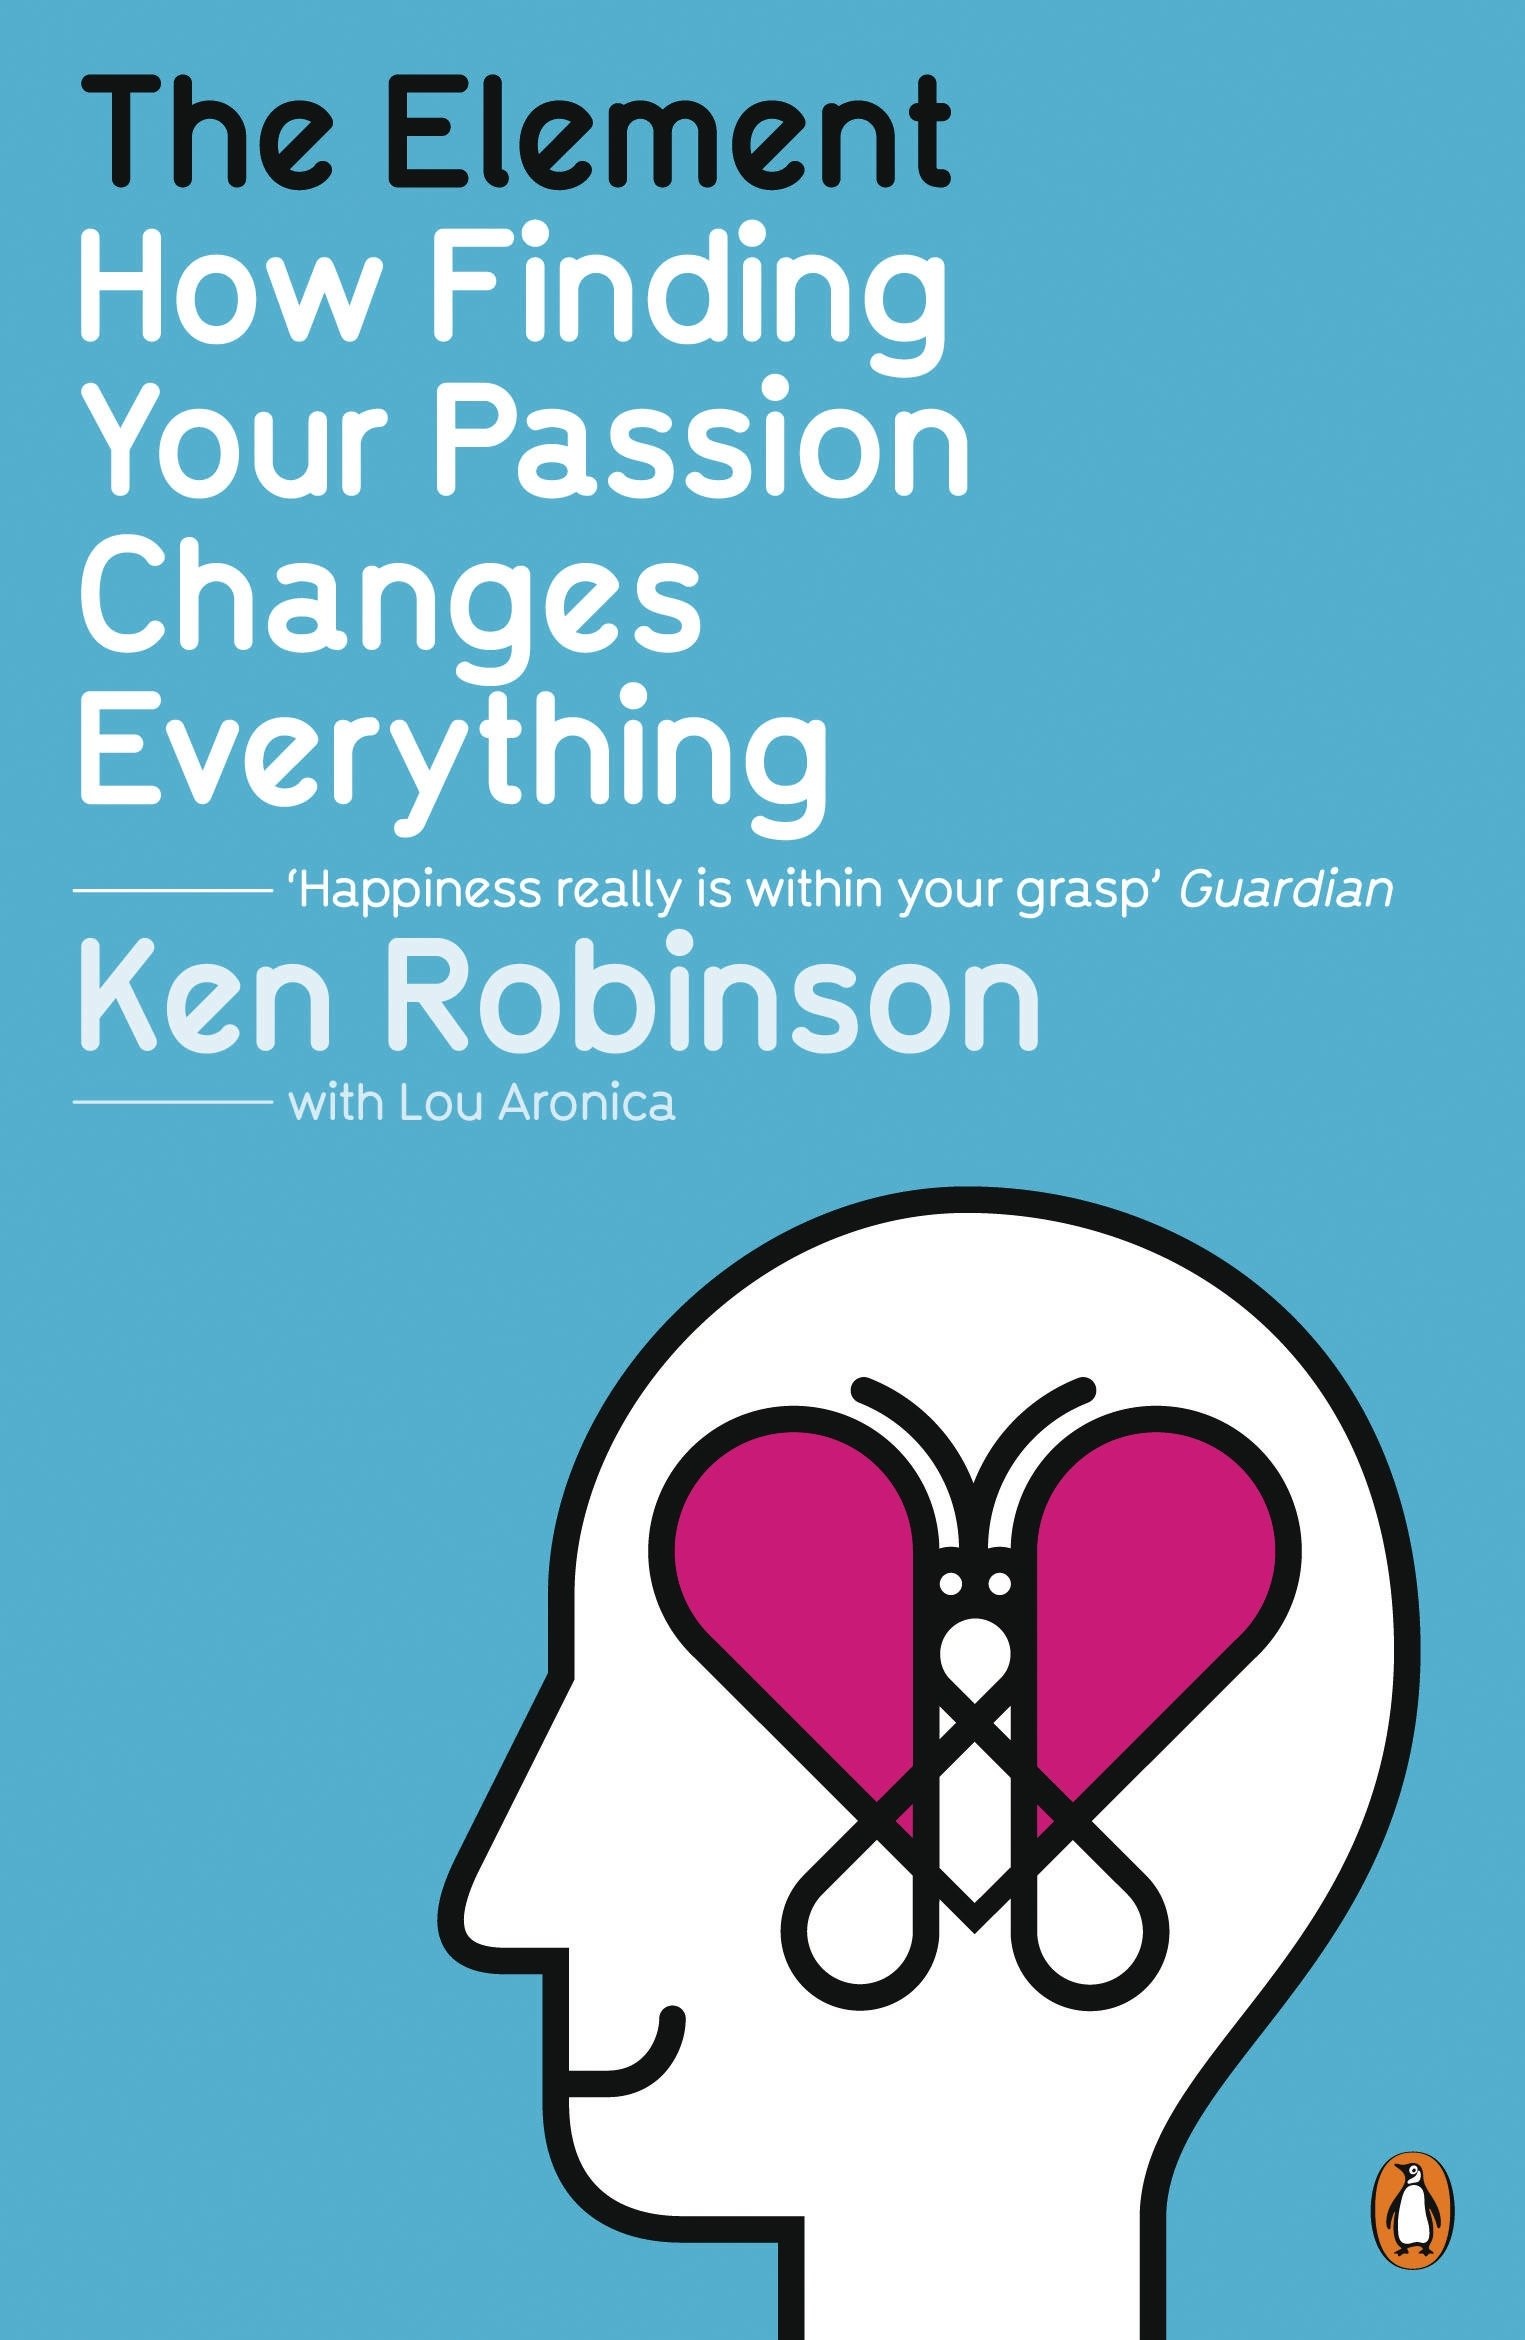 The Element
How Finding
Your Passion
Changes
Everything
‘Happiness really is within your grasp’ Guardian
Ken Robinson
with Lou Aronica